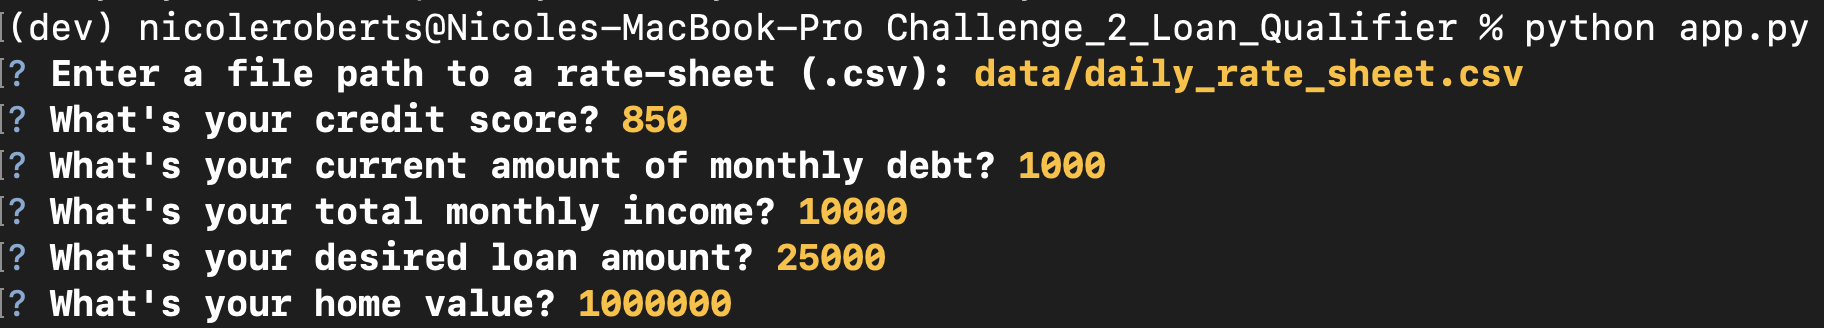 (dev) nicoleroberts@Nicoles-MacBook-Pro Challenge_2_Loan_Qualifier % python app.py
? Enter a file path to a rate-sheet (.csv): data/daily_rate_sheet.csv
? What's your credit score? 850
? What's your current amount of monthly debt? 1000
? What's your total monthly income? 10000
? What's your desired loan amount? 25000
? What's your home value? 1000000